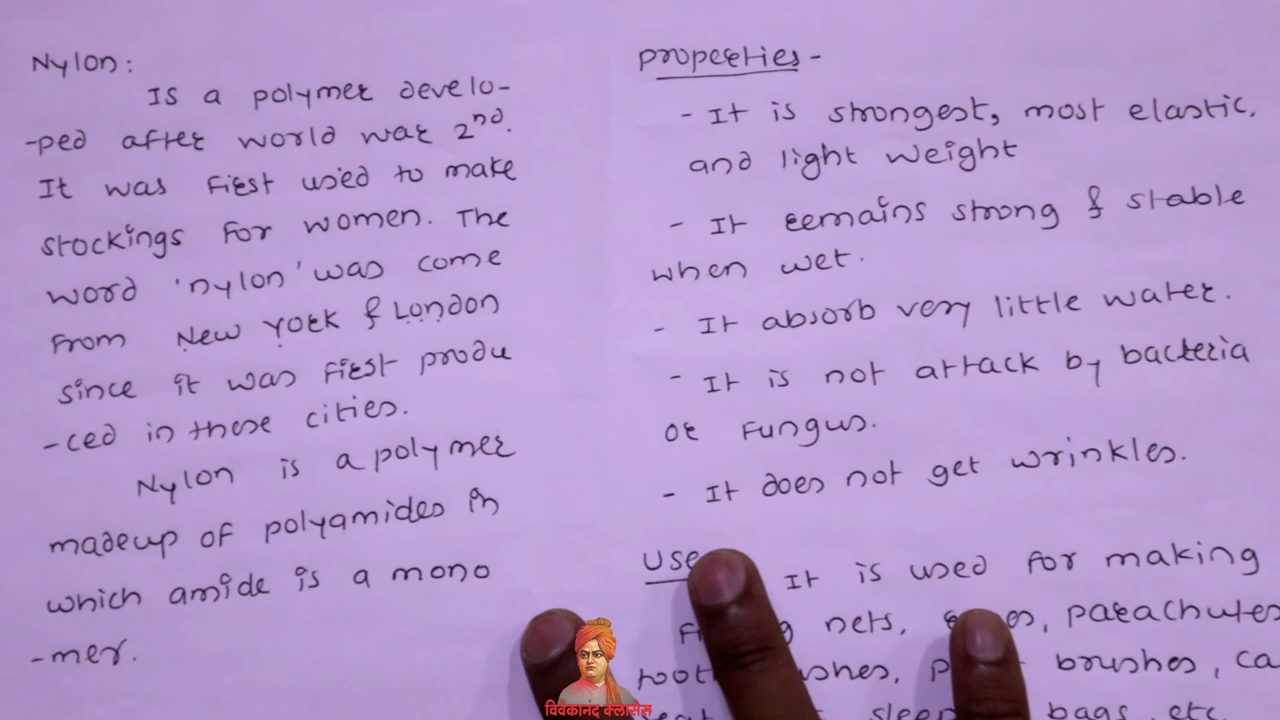 Nylon:
Is a polymer develo-
-ped after world war 2nd.
It was first used to make
stockings for women. The
word 'nylon' was come
from New York & London
since it was first produ
-ced in these cities.
Nylon is a polymer
madeup of polyamides in
which amide is a mono
-mer.
Properties -
- It is strongest, most elastic,
and light weight
- It remains strong & stable
when wet.
- It absorb very little water.
- It is not attack by bacteria
or fungus.
- It does not get wrinkles.
Use It is used for making
nets, parachutes
brushes, ca
bags, etc.
विवेकानंद क्लासेस